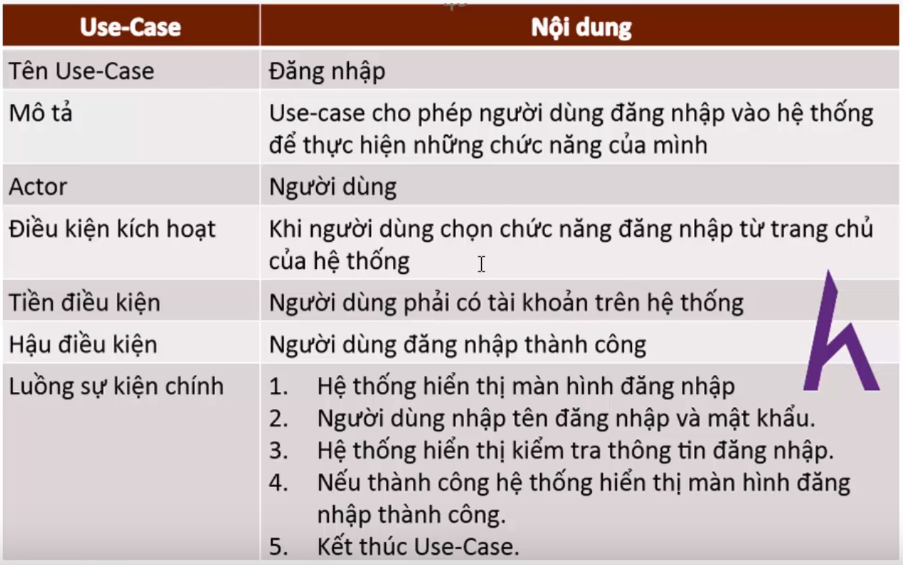 Use-Case
Nội dung
Tên Use-Case
Đăng nhập
Mô tả
Use-case cho phép người dùng đăng nhập vào hệ thống
để thực hiện những chức năng của mình
Actor
Người dùng
Điều kiện kích hoạt
Khi người dùng chọn chức năng đăng nhập từ trang chủ
của hệ thống
Tiền điều kiện
Người dùng phải có tài khoản trên hệ thống
Hậu điều kiện
Người dùng đăng nhập thành công
Luồng sự kiện chính
1. Hệ thống hiển thị màn hình đăng nhập
2. Người dùng nhập tên đăng nhập và mật khẩu.
3. Hệ thống hiển thị kiểm tra thông tin đăng nhập.
4. Nếu thành công hệ thống hiển thị màn hình đăng
nhập thành công.
5. Kết thúc Use-Case.